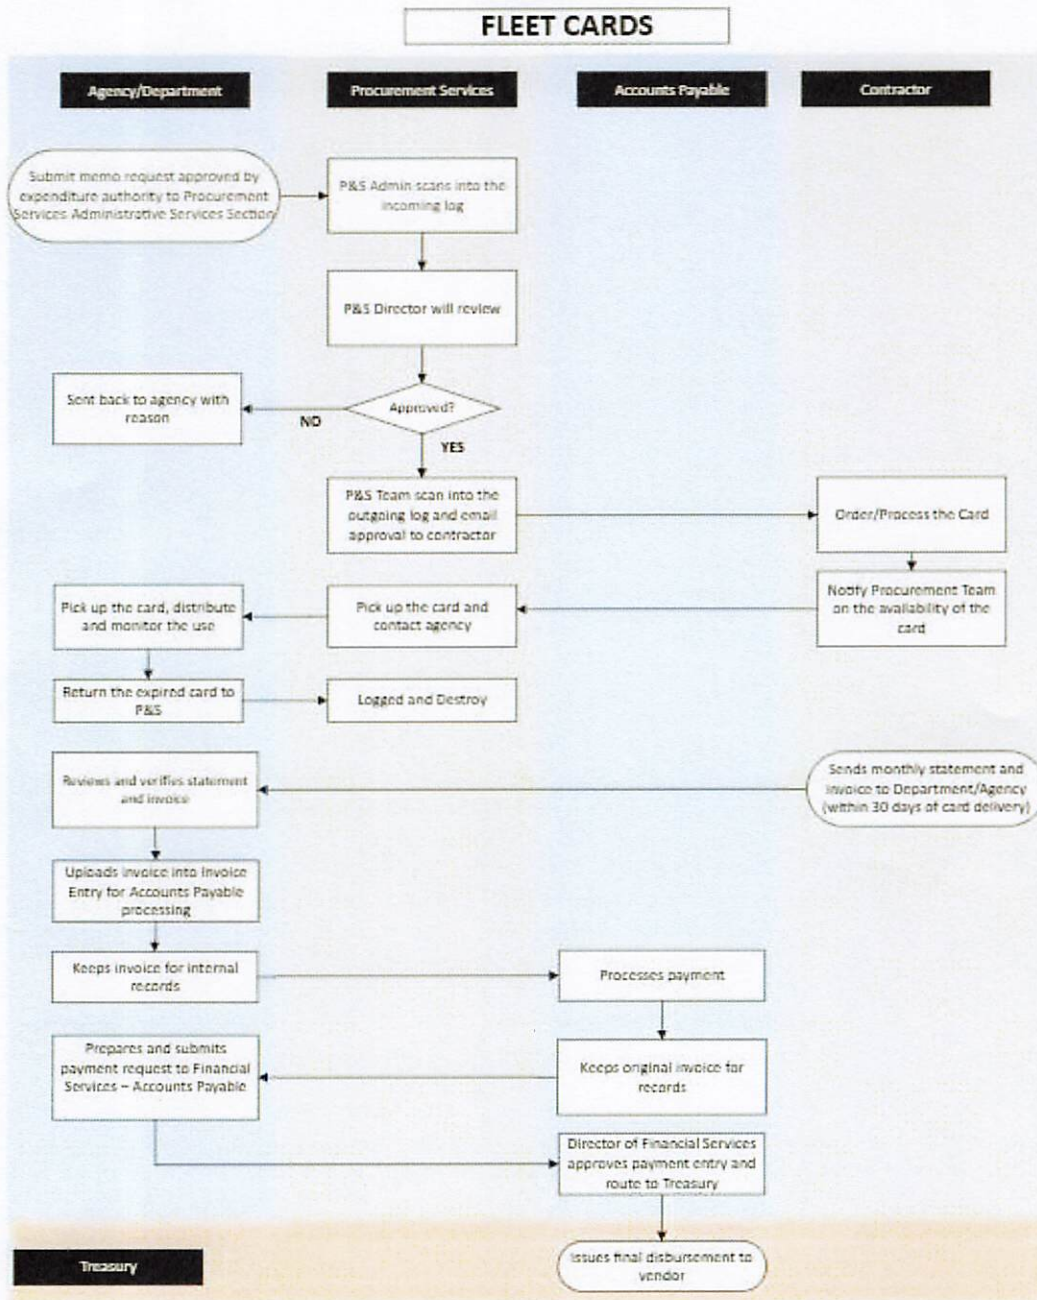 FLEET CARDS
Agency/Department
Procurement Services
Accounts Payable
Contractor
Submit memo request approved by
expenditure authority to Procurement
Services Administrative Services Section
P&S Admin scans into the
incoming log
P&S Director will review
Sent back to agency with
reason
NO
Approved?
YES
P&S Team scan into the
outgoing log and email
approval to contractor
Order/Process the Card
Pick up the card, distribute
and monitor the use
Pick up the card and
contact agency
Notify Procurement Team
on the availability of the
card
Return the expired card to
P&S
Logged and Destroy
Reviews and verifies statement
and invoice
Sends monthly statement and
invoice to Department/Agency
(within 30 days of card delivery)
Uploads invoice into Invoice
Entry for Accounts Payable
processing
Keeps invoice for internal
records
Processes payment
Prepares and submits
payment request to Financial
Services – Accounts Payable
Keeps original invoice for
records
Director of Financial Services
approves payment entry and
route to Treasury
Treasury
Issues final disbursement to
vendor